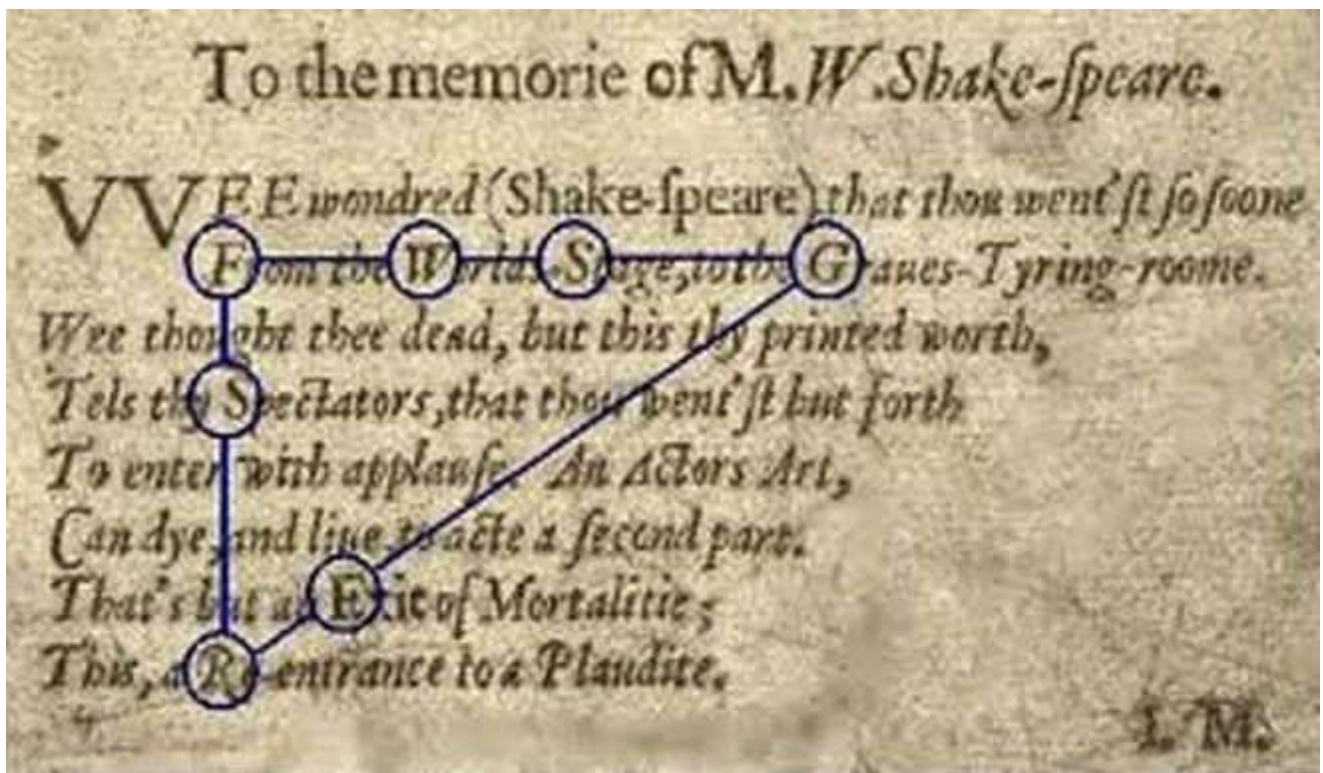 To the memorie of M. W. Shake-ſpeare.
VVEE wondred (Shake-ſpeare) that thou went'ſt ſo ſoone
From the Worlds-Stage, to the Graues-Tyring-roome.
Wee thought thee dead, but this thy printed worth,
Tels thy Spectators, that thou went'ſt but forth
To enter with applauſe. An Actors Art,
Can dye, and liue, to acte a ſecond part.
That's but an Exit of Mortalitie;
This, a Re-entrance to a Plaudite.
I. M.